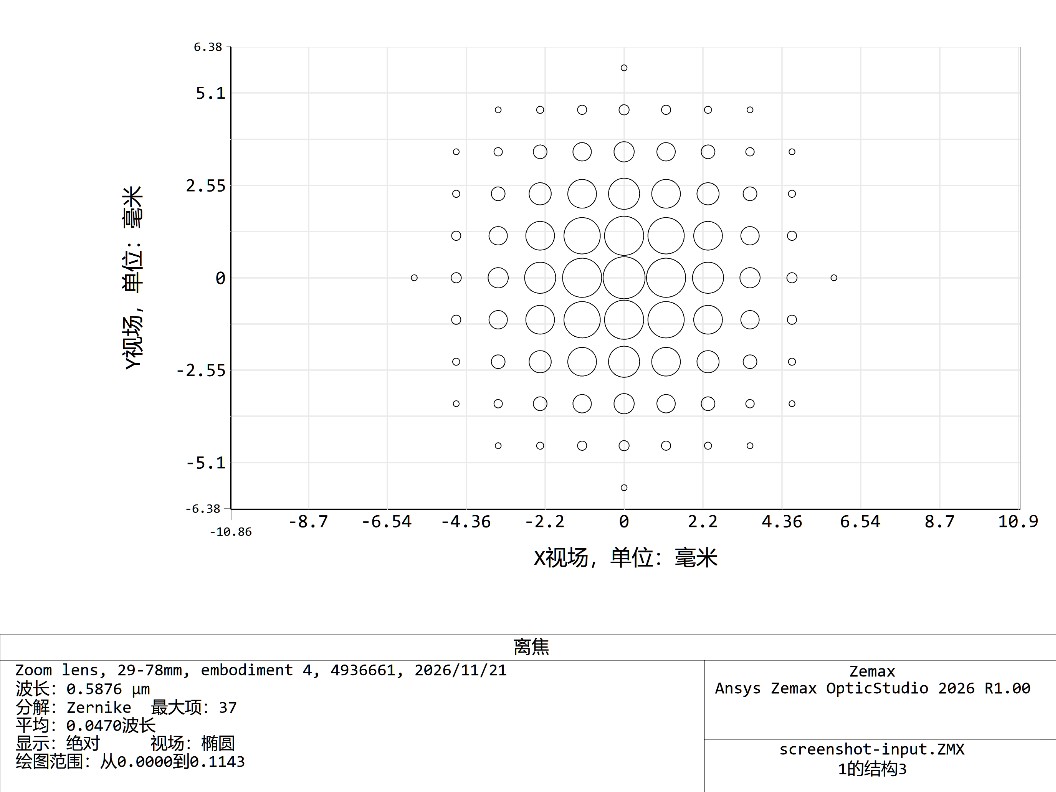 6.38
5.1
2.55
0
-2.55
-5.1
-6.38
Y视场，单位：毫米
-10.86
-8.7 -6.54 -4.36 -2.2 0 2.2 4.36 6.54 8.7 10.9
X视场，单位：毫米
离焦
Zoom lens, 29-78mm, embodiment 4, 4936661, 2026/11/21
波长：0.5876 µm
分解：Zernike 最大项：37
平均：0.0470波长
显示：绝对 视场：椭圆
绘图范围：从0.0000到0.1143
Zemax
Ansys Zemax OpticStudio 2026 R1.00
screenshot-input.ZMX
1的结构3